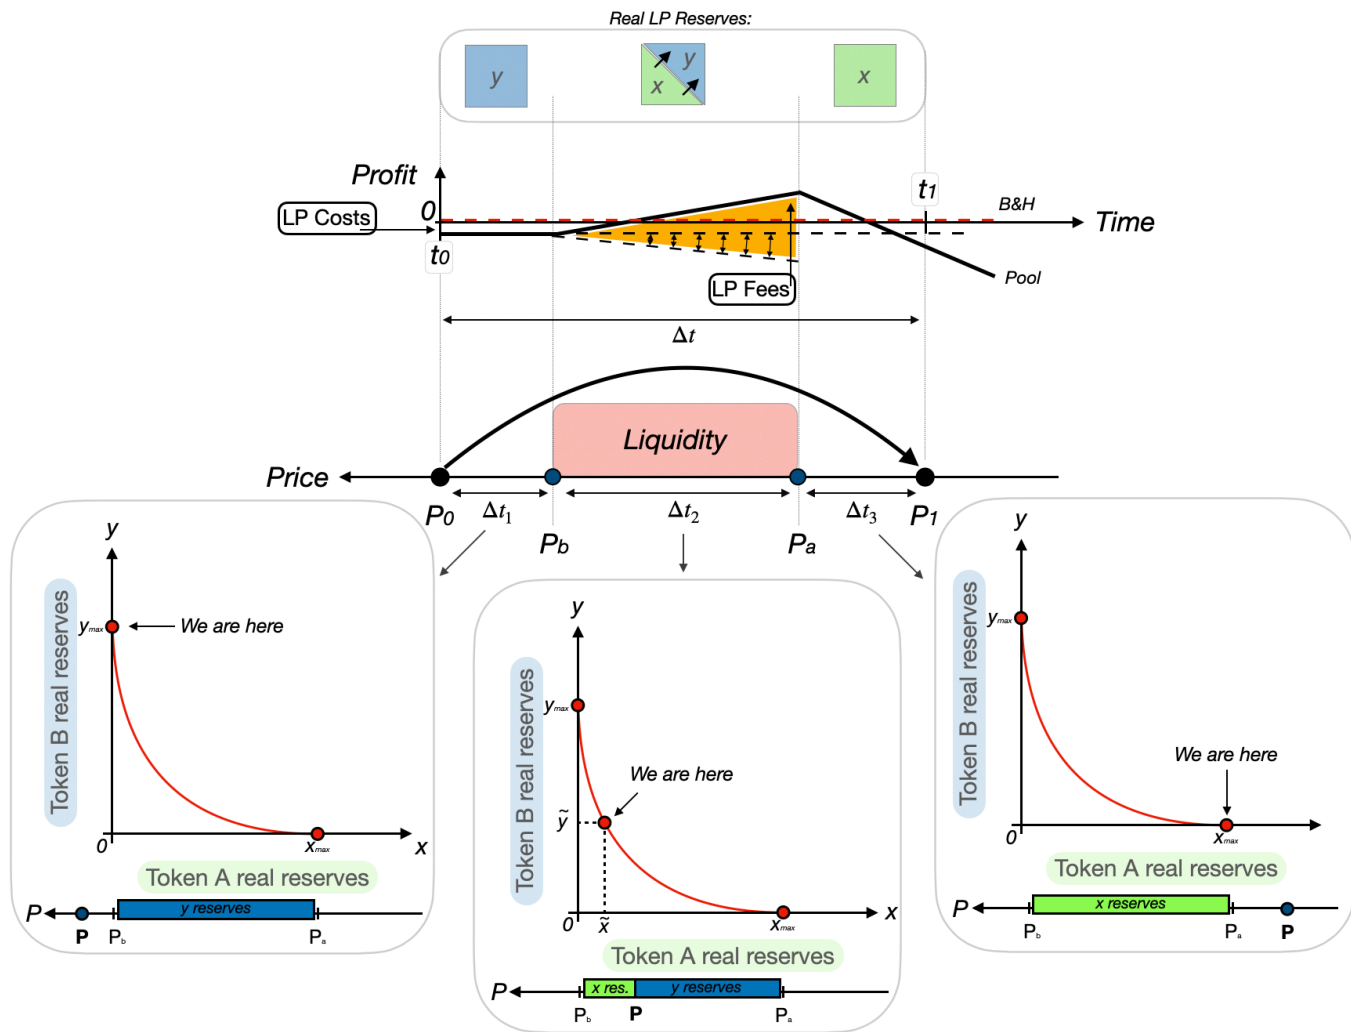 Real LP Reserves:
y
y
x
x
Profit
t1
B&H
LP Costs
0
Time
t0
Pool
LP Fees
Δt
Liquidity
Price
P0
Δt1
Δt2
Δt3
P1
Pb
Pa
y
ymax
We are here
Token B real reserves
0
xmax
x
Token A real reserves
P
y reserves
P
Pb
Pa
y
ymax
We are here
Token B real reserves
ỹ
0
x̃
xmax
x
Token A real reserves
P
x res.
y reserves
Pb
P
Pa
y
ymax
Token B real reserves
We are here
0
xmax
Token A real reserves
P
x reserves
Pb
Pa
P